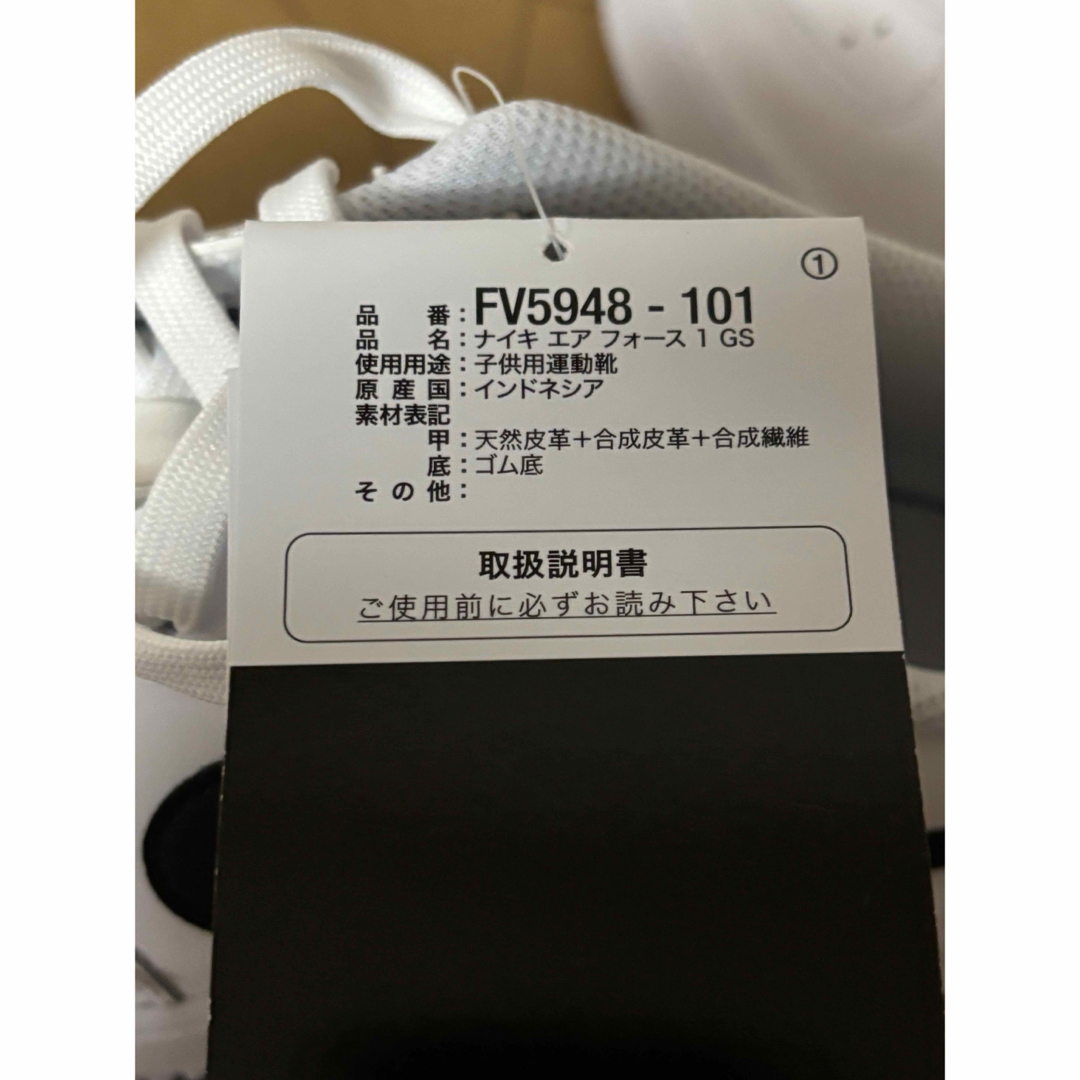 ①
品番：FV5948 - 101
品名：ナイキ エア フォース 1 GS
使用用途：子供用運動靴
原産国：インドネシア
素材表記
甲：天然皮革＋合成皮革＋合成繊維
底：ゴム底
その他：
取扱説明書
ご使用前に必ずお読み下さい